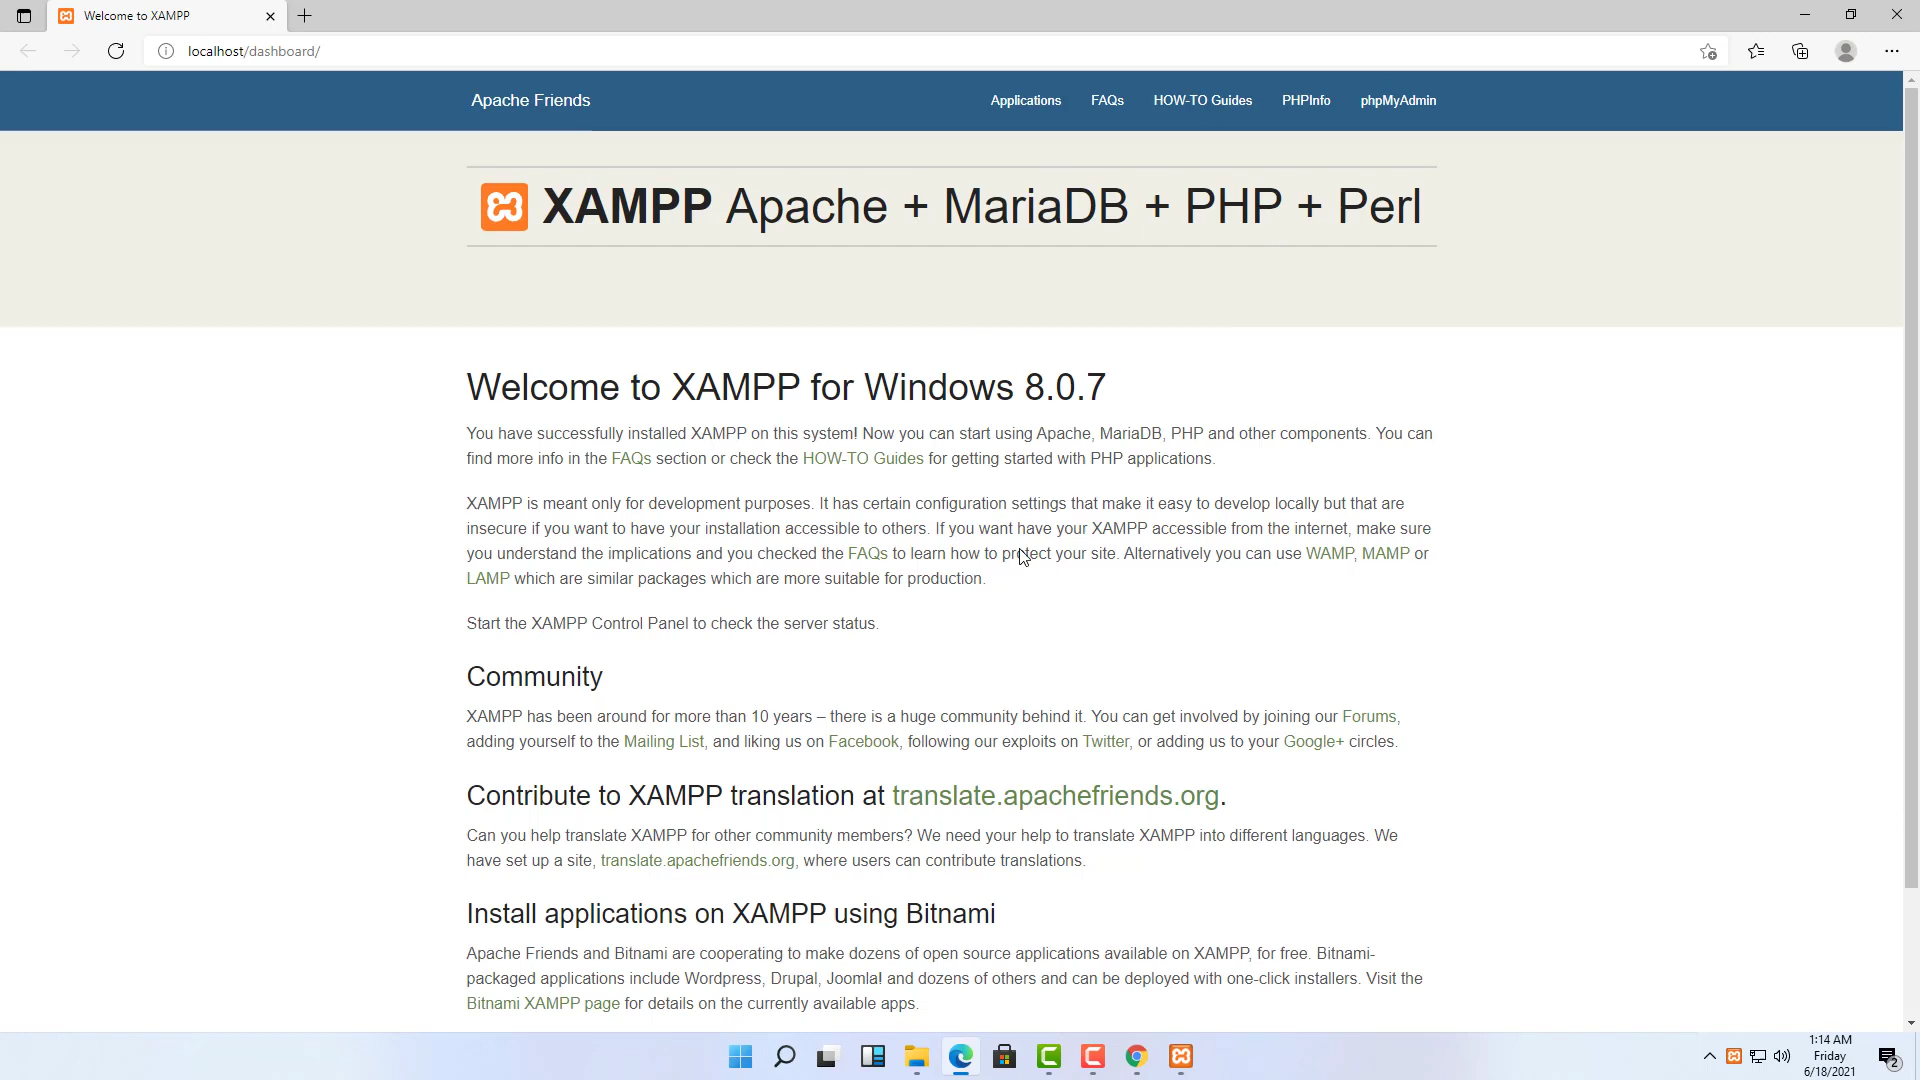 Welcome to XAMPP
localhost/dashboard/
Apache Friends
Applications FAQs HOW-TO Guides PHPInfo phpMyAdmin
XAMPP Apache + MariaDB + PHP + Perl
Welcome to XAMPP for Windows 8.0.7
You have successfully installed XAMPP on this system! Now you can start using Apache, MariaDB, PHP and other components. You can
find more info in the FAQs section or check the HOW-TO Guides for getting started with PHP applications.
XAMPP is meant only for development purposes. It has certain configuration settings that make it easy to develop locally but that are
insecure if you want to have your installation accessible to others. If you want have your XAMPP accessible from the internet, make sure
you understand the implications and you checked the FAQs to learn how to protect your site. Alternatively you can use WAMP, MAMP or
LAMP which are similar packages which are more suitable for production.
Start the XAMPP Control Panel to check the server status.
Community
XAMPP has been around for more than 10 years – there is a huge community behind it. You can get involved by joining our Forums,
adding yourself to the Mailing List, and liking us on Facebook, following our exploits on Twitter, or adding us to your Google+ circles.
Contribute to XAMPP translation at translate.apachefriends.org.
Can you help translate XAMPP for other community members? We need your help to translate XAMPP into different languages. We
have set up a site, translate.apachefriends.org, where users can contribute translations.
Install applications on XAMPP using Bitnami
Apache Friends and Bitnami are cooperating to make dozens of open source applications available on XAMPP, for free. Bitnami-
packaged applications include Wordpress, Drupal, Joomla! and dozens of others and can be deployed with one-click installers. Visit the
Bitnami XAMPP page for details on the currently available apps.
1:14 AM
Friday
6/18/2021
2